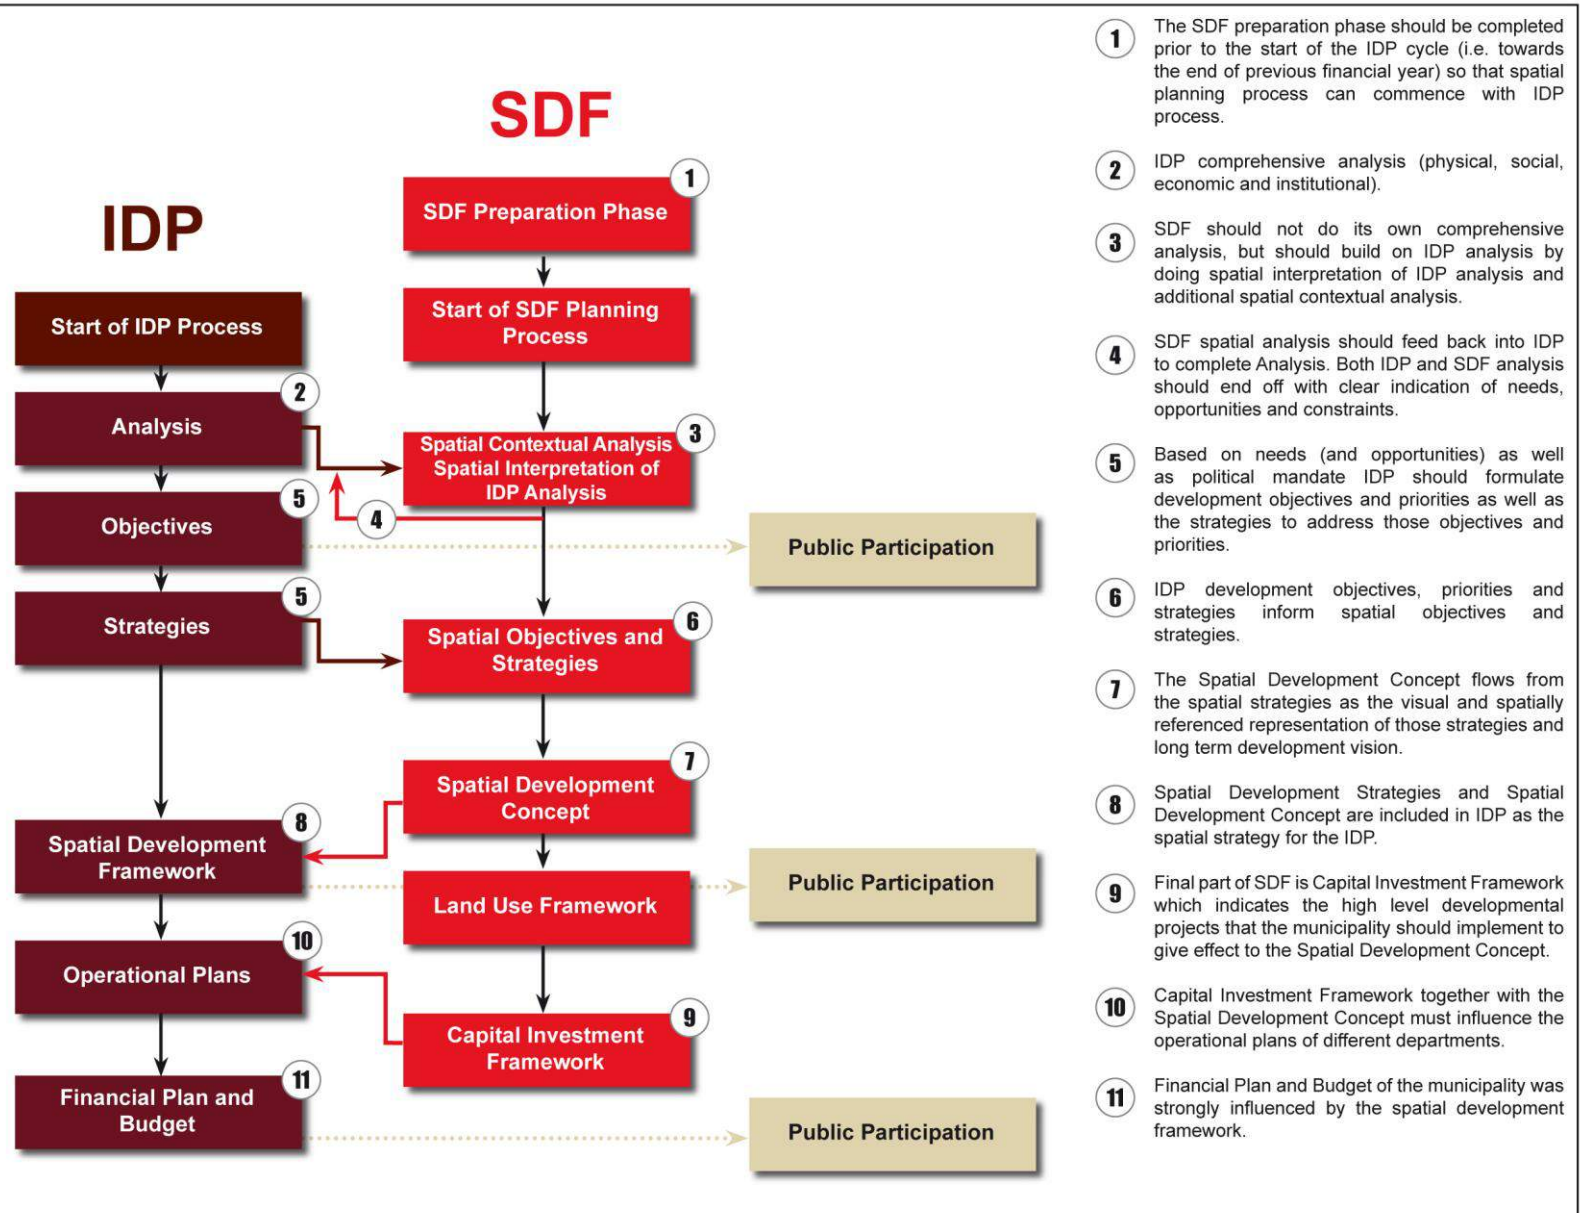 SDF
1
SDF Preparation Phase
IDP
Start of SDF Planning
Process
Start of IDP Process
2
Analysis
3
Spatial Contextual Analysis
Spatial Interpretation of
IDP Analysis
5
Objectives
4
Public Participation
5
Strategies
6
Spatial Objectives and
Strategies
7
Spatial Development
Concept
8
Spatial Development
Framework
Land Use Framework
Public Participation
10
Operational Plans
9
Capital Investment
Framework
11
Financial Plan and
Budget
Public Participation
1
The SDF preparation phase should be completed
prior to the start of the IDP cycle (i.e. towards
the end of previous financial year) so that spatial
planning process can commence with IDP
process.
2
IDP comprehensive analysis (physical, social,
economic and institutional).
3
SDF should not do its own comprehensive
analysis, but should build on IDP analysis by
doing spatial interpretation of IDP analysis and
additional spatial contextual analysis.
4
SDF spatial analysis should feed back into IDP
to complete Analysis. Both IDP and SDF analysis
should end off with clear indication of needs,
opportunities and constraints.
5
Based on needs (and opportunities) as well
as political mandate IDP should formulate
development objectives and priorities as well as
the strategies to address those objectives and
priorities.
6
IDP development objectives, priorities and
strategies inform spatial objectives and
strategies.
7
The Spatial Development Concept flows from
the spatial strategies as the visual and spatially
referenced representation of those strategies and
long term development vision.
8
Spatial Development Strategies and Spatial
Development Concept are included in IDP as the
spatial strategy for the IDP.
9
Final part of SDF is Capital Investment Framework
which indicates the high level developmental
projects that the municipality should implement to
give effect to the Spatial Development Concept.
10
Capital Investment Framework together with the
Spatial Development Concept must influence the
operational plans of different departments.
11
Financial Plan and Budget of the municipality was
strongly influenced by the spatial development
framework.